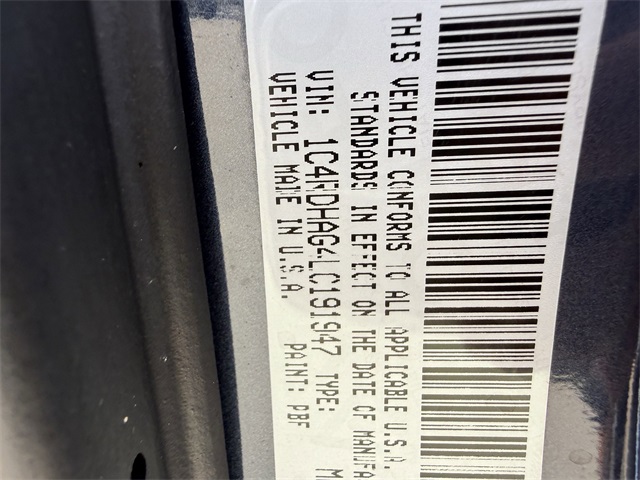 THIS VEHICLE CONFORMS TO ALL APPLICABLE U.S.A.
STANDARDS IN EFFECT ON THE DATE OF MANUFA
VIN: 1C4RDHAG4LC191947 TYPE: M
VEHICLE MADE IN U.S.A. PAINT: PBF